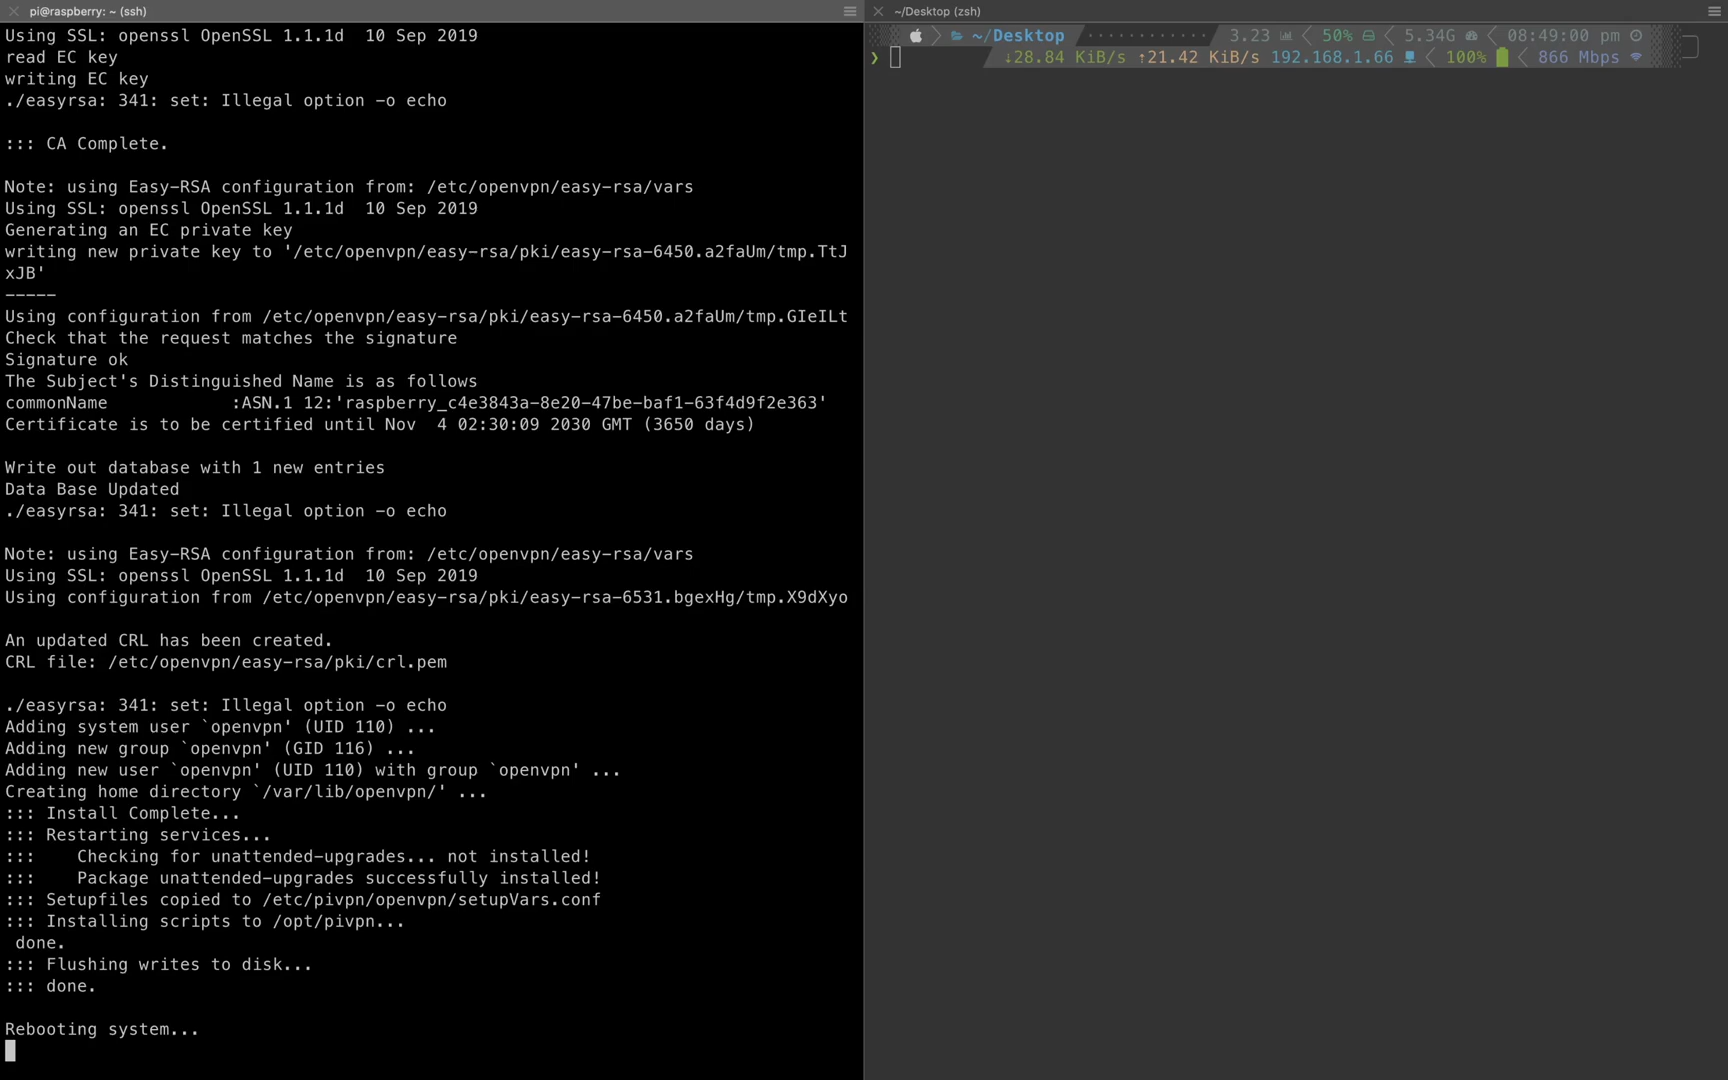 pi@raspberry: ~ (ssh)
Using SSL: openssl OpenSSL 1.1.1d  10 Sep 2019
read EC key
writing EC key
./easyrsa: 341: set: Illegal option -o echo
::: CA Complete.
Note: using Easy-RSA configuration from: /etc/openvpn/easy-rsa/vars
Using SSL: openssl OpenSSL 1.1.1d  10 Sep 2019
Generating an EC private key
writing new private key to '/etc/openvpn/easy-rsa/pki/easy-rsa-6450.a2faUm/tmp.TtJ
xJB'
-----
Using configuration from /etc/openvpn/easy-rsa/pki/easy-rsa-6450.a2faUm/tmp.GIeILt
Check that the request matches the signature
Signature ok
The Subject's Distinguished Name is as follows
commonName            :ASN.1 12:'raspberry_c4e3843a-8e20-47be-baf1-63f4d9f2e363'
Certificate is to be certified until Nov  4 02:30:09 2030 GMT (3650 days)
Write out database with 1 new entries
Data Base Updated
./easyrsa: 341: set: Illegal option -o echo
Note: using Easy-RSA configuration from: /etc/openvpn/easy-rsa/vars
Using SSL: openssl OpenSSL 1.1.1d  10 Sep 2019
Using configuration from /etc/openvpn/easy-rsa/pki/easy-rsa-6531.bgexHg/tmp.X9dXyo
An updated CRL has been created.
CRL file: /etc/openvpn/easy-rsa/pki/crl.pem
./easyrsa: 341: set: Illegal option -o echo
Adding system user `openvpn' (UID 110) ...
Adding new group `openvpn' (GID 116) ...
Adding new user `openvpn' (UID 110) with group `openvpn' ...
Creating home directory `/var/lib/openvpn/' ...
::: Install Complete...
::: Restarting services...
:::    Checking for unattended-upgrades... not installed!
:::    Package unattended-upgrades successfully installed!
::: Setupfiles copied to /etc/pivpn/openvpn/setupVars.conf
::: Installing scripts to /opt/pivpn...
 done.
::: Flushing writes to disk...
::: done.
Rebooting system...
~/Desktop (zsh)
~/Desktop 3.23 50% 5.34G 08:49:00 pm
❯ ↓28.84 KiB/s ↑21.42 KiB/s 192.168.1.66 100% 866 Mbps